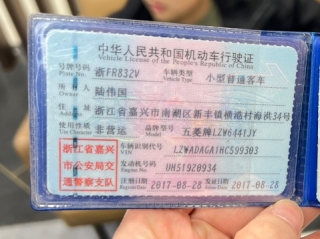 中华人民共和国机动车行驶证
Vehicle License of the People's Republic of China
号牌号码 浙FR832V 车辆类型 小型普通客车
Plate No. Vehicle Type
所有人 陆伟国
Owner
住址 浙江省嘉兴市南湖区新丰镇横港村海洪34号
Address
使用性质 非营运 品牌型号 五菱牌LZW6441JY
Use Character Model
浙江省嘉兴 车辆识别代号 LZWADAGA1HC599303
VIN
市公安局交 发动机号码 UHS1920934
Engine No.
通警察支队 注册日期 2017-08-28 发证日期 2017-08-28
Register Date Issue Date